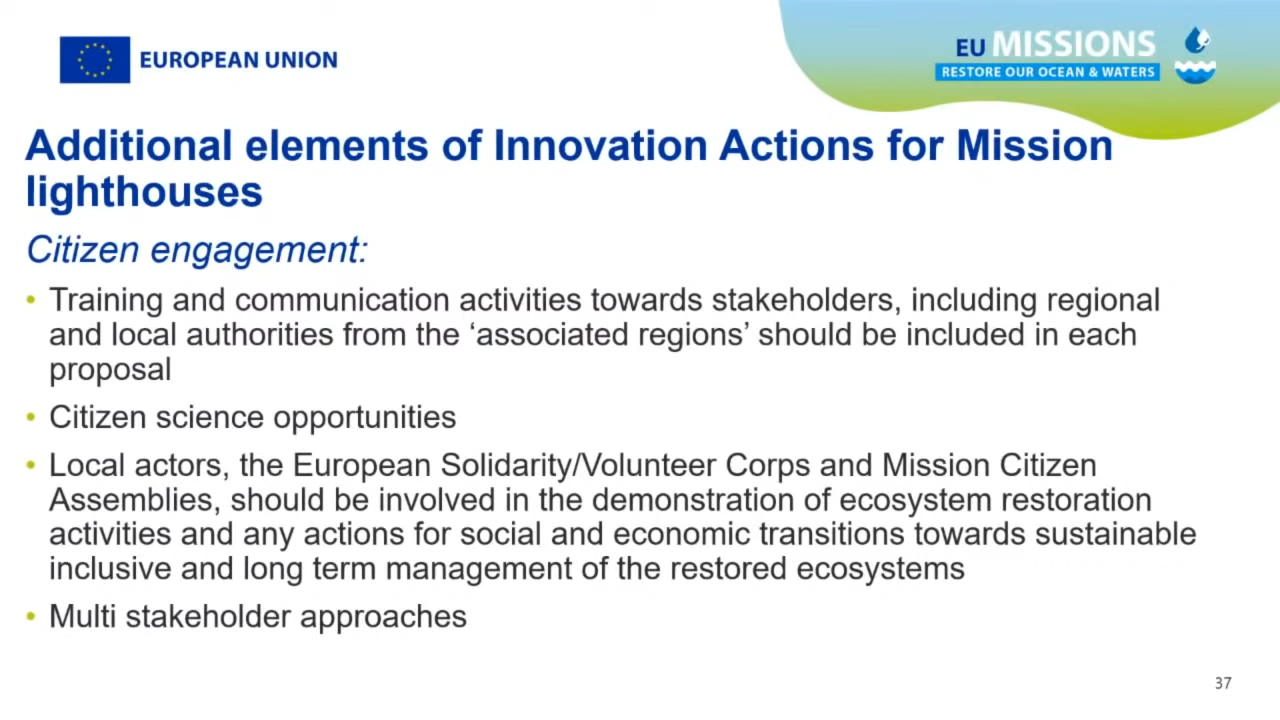 EUROPEAN UNION
EU MISSIONS
RESTORE OUR OCEAN & WATERS
Additional elements of Innovation Actions for Mission
lighthouses
Citizen engagement:
• Training and communication activities towards stakeholders, including regional
and local authorities from the ‘associated regions’ should be included in each
proposal
• Citizen science opportunities
• Local actors, the European Solidarity/Volunteer Corps and Mission Citizen
Assemblies, should be involved in the demonstration of ecosystem restoration
activities and any actions for social and economic transitions towards sustainable
inclusive and long term management of the restored ecosystems
• Multi stakeholder approaches
37